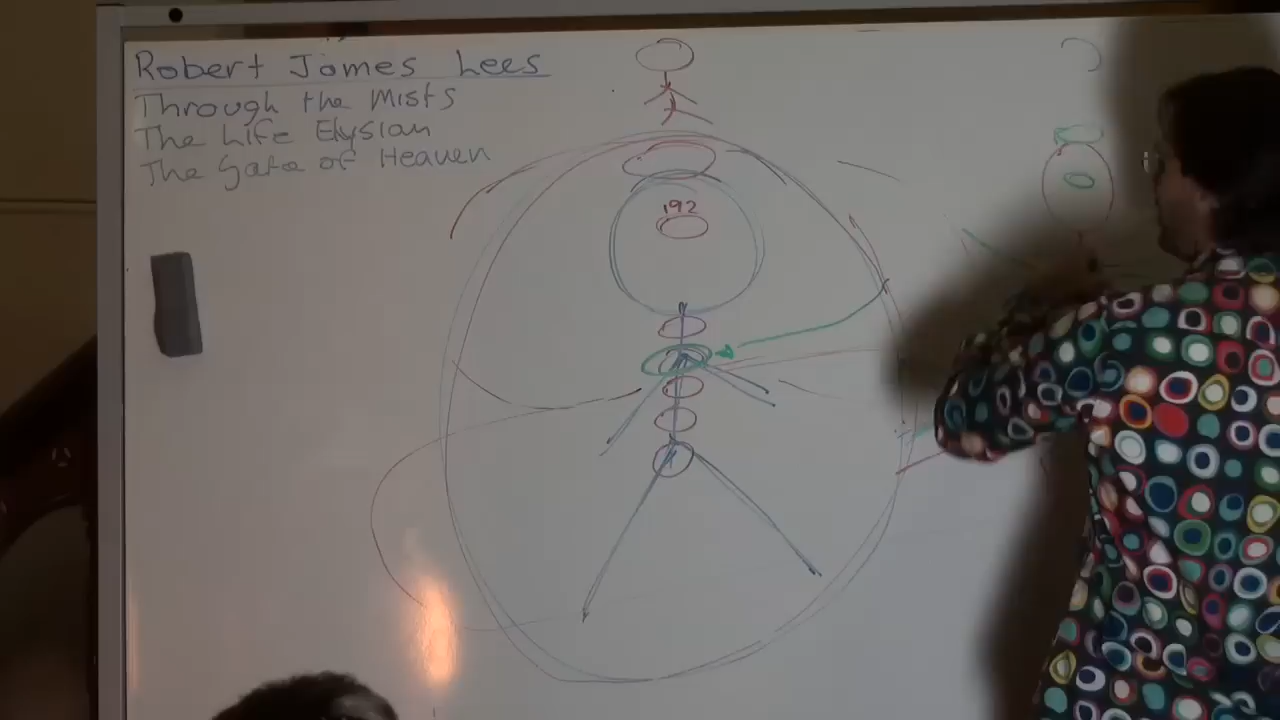 Robert James Lees
Through the Mists
The Life Elysian
The Gate of Heaven
192